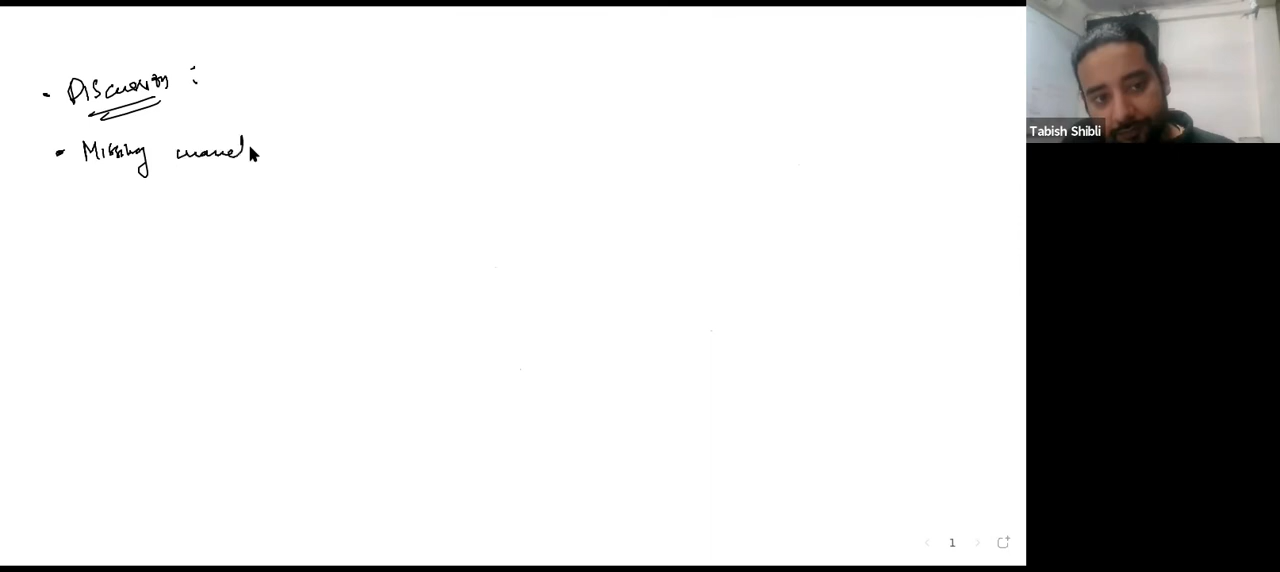 • Discussion :
• Missing
Tabish Shibli
1